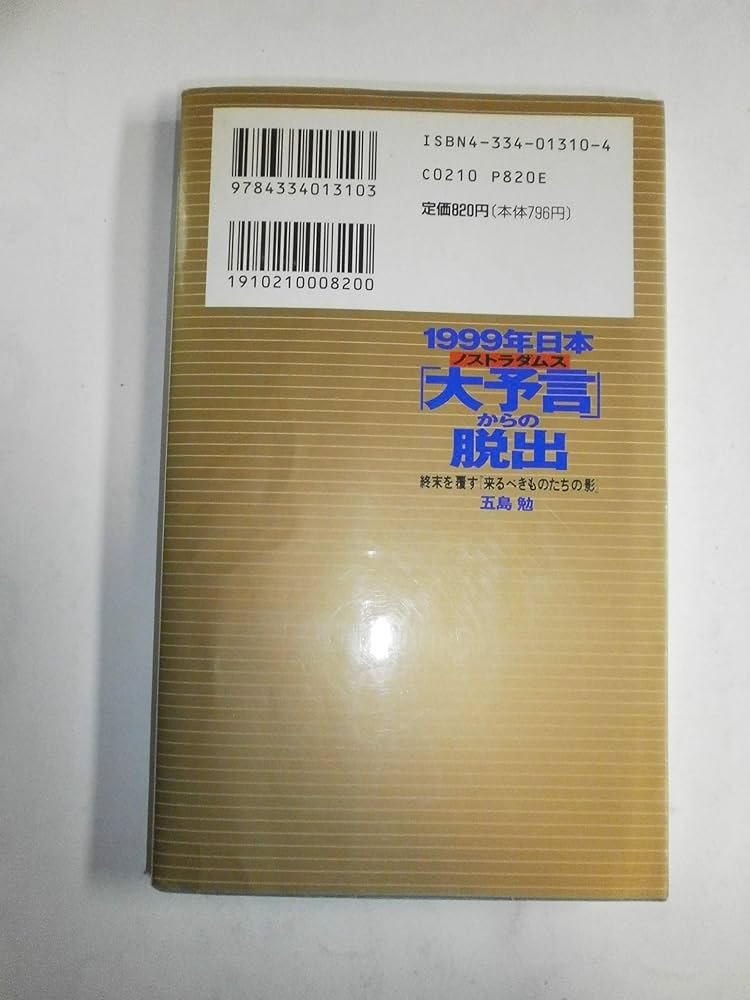 ISBN4-334-01310-4
9784334013103
C0210 P820E
定価820円〔本体796円〕
1910210008200
1999年日本
ノストラダムス
「大予言」
からの
脱出
終末を覆す『来るべきものたちの影』
五島 勉